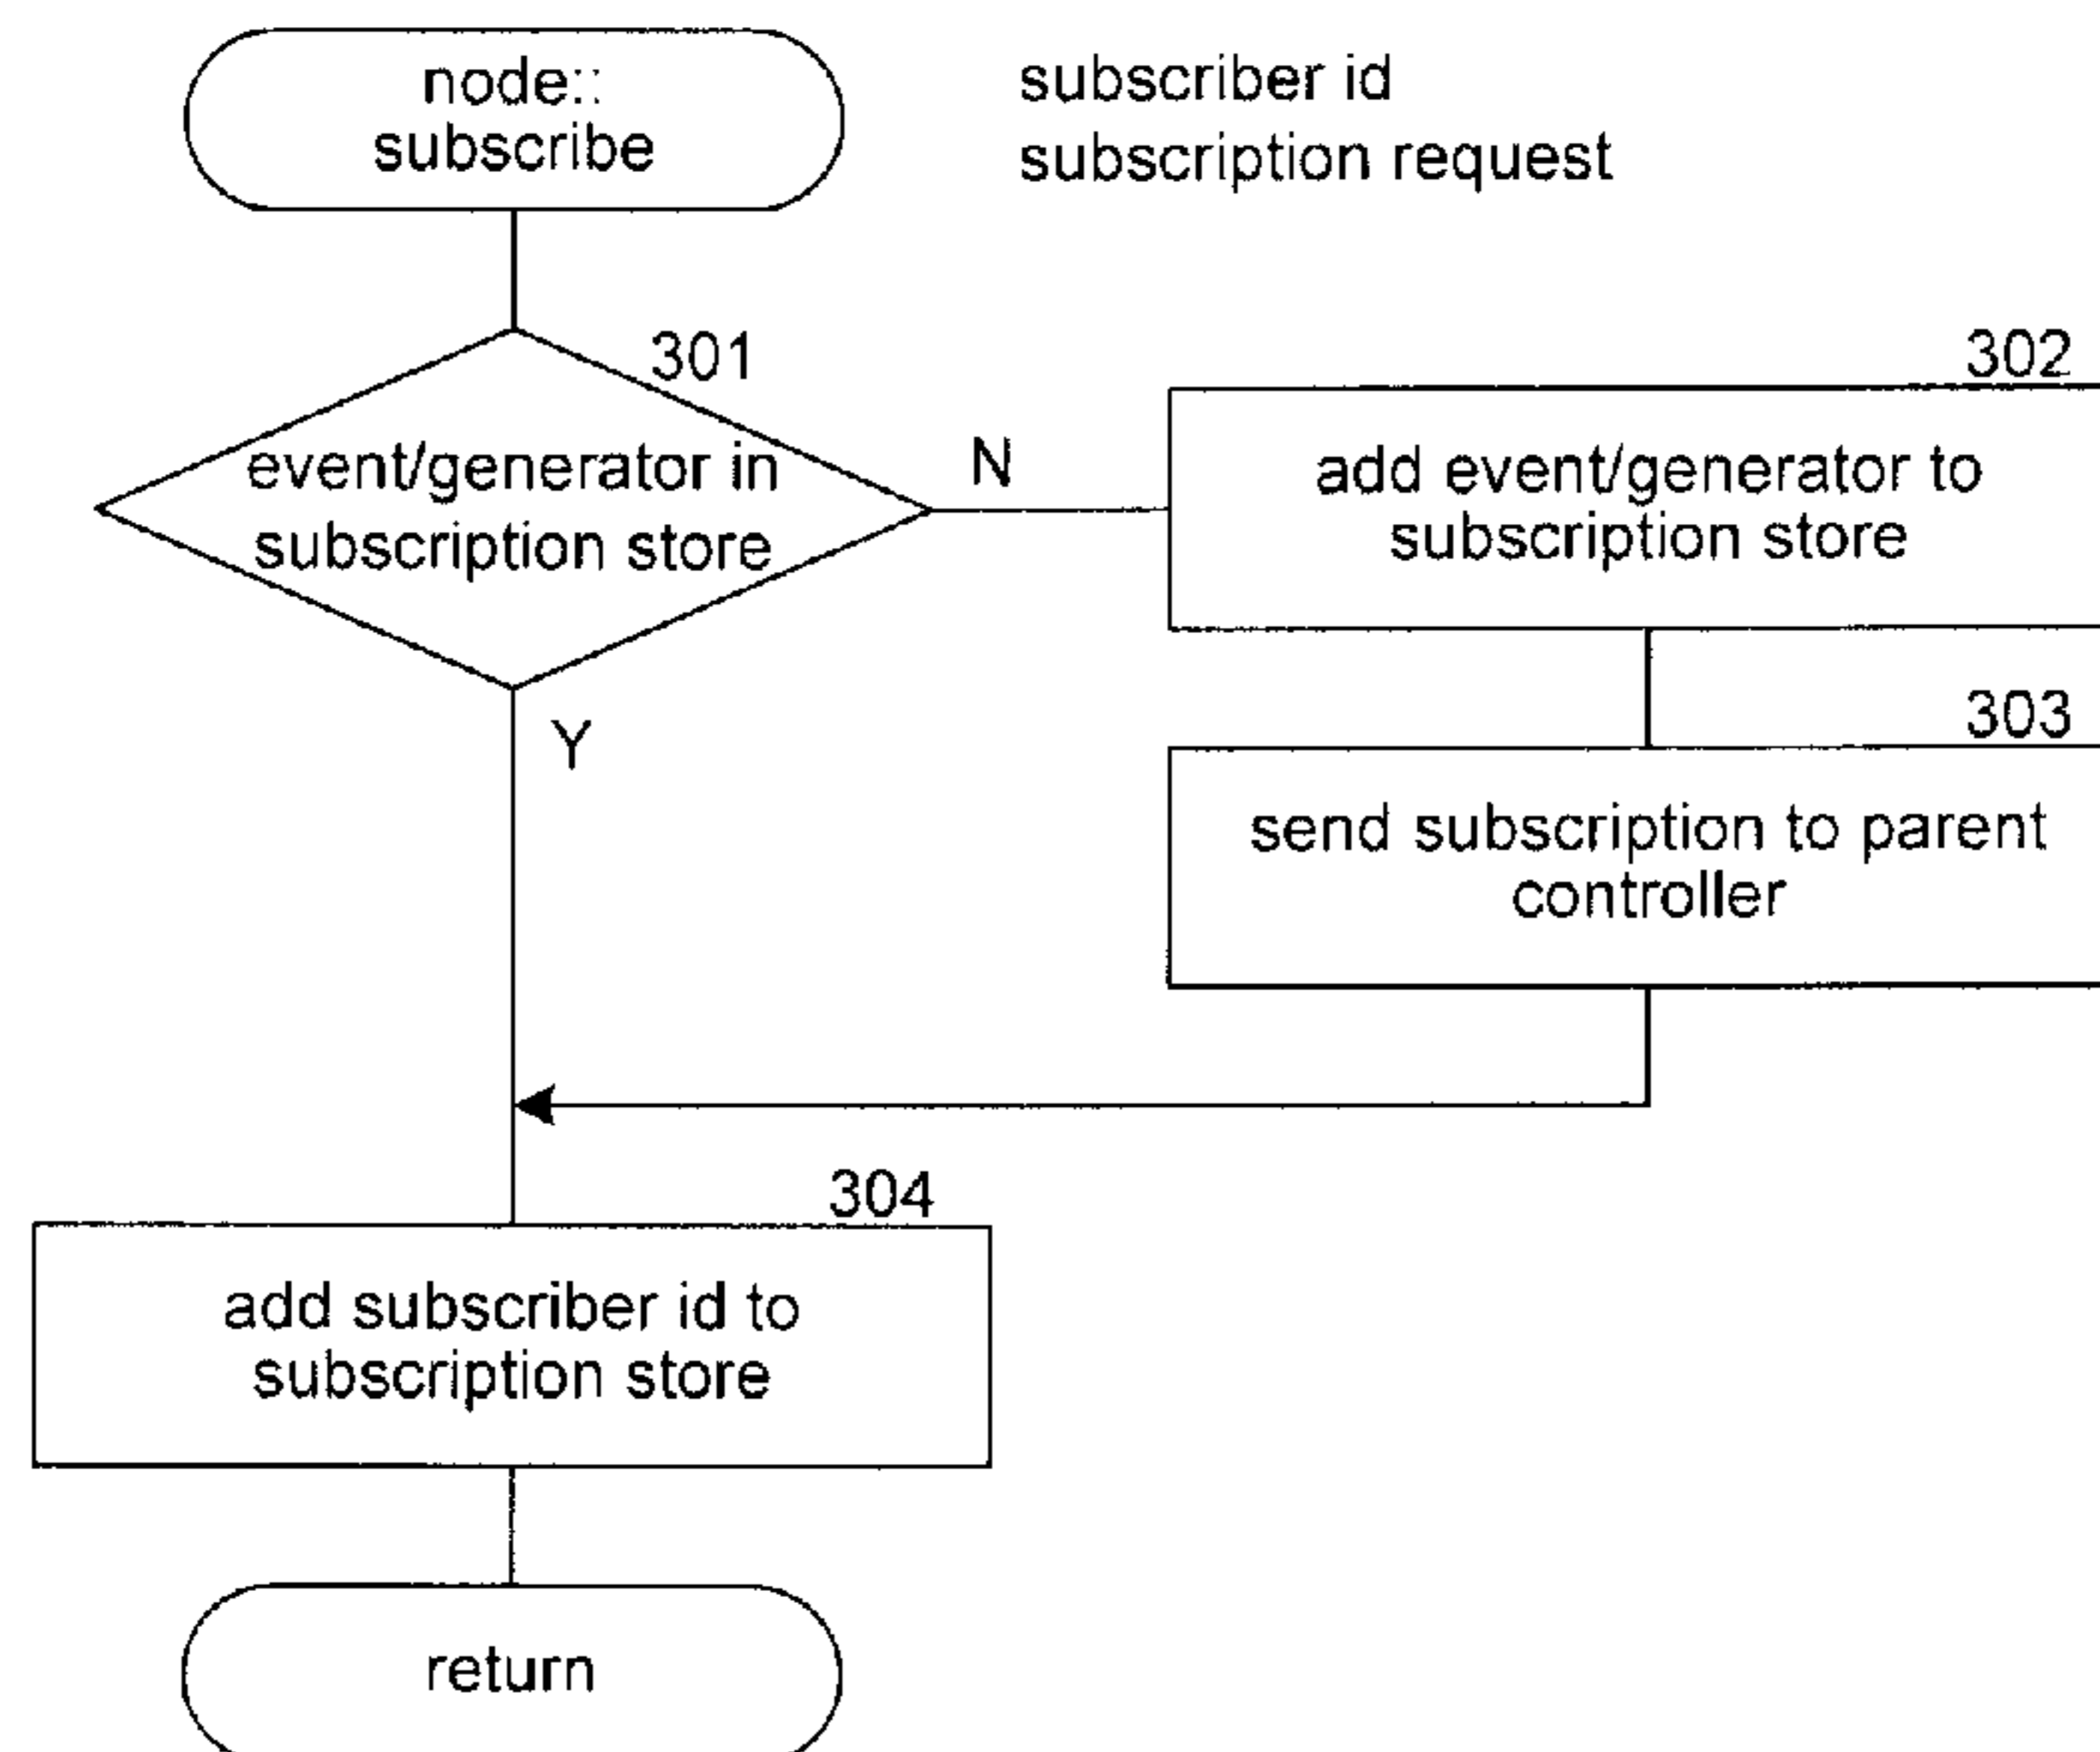 node::
subscribe
subscriber id
subscription request
301
event/generator in
subscription store
N
302
add event/generator to
subscription store
Y
303
send subscription to parent
controller
304
add subscriber id to
subscription store
return